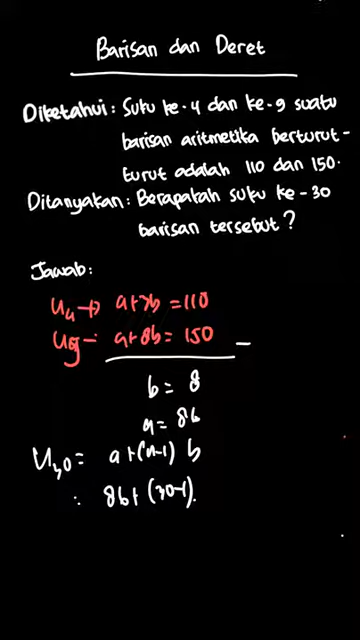 Barisan dan Deret
Diketahui: Suku ke-4 dan ke-9 suatu
barisan aritmetika berturut-
turut adalah 110 dan 150.
Ditanyakan: Berapakah suku ke-30
barisan tersebut?
Jawab:
U₄ → a+3b = 110
U₉ – a+8b = 150
b = 8
a = 86
U₃₀ = a+(n-1) b
: 86+(30-1).